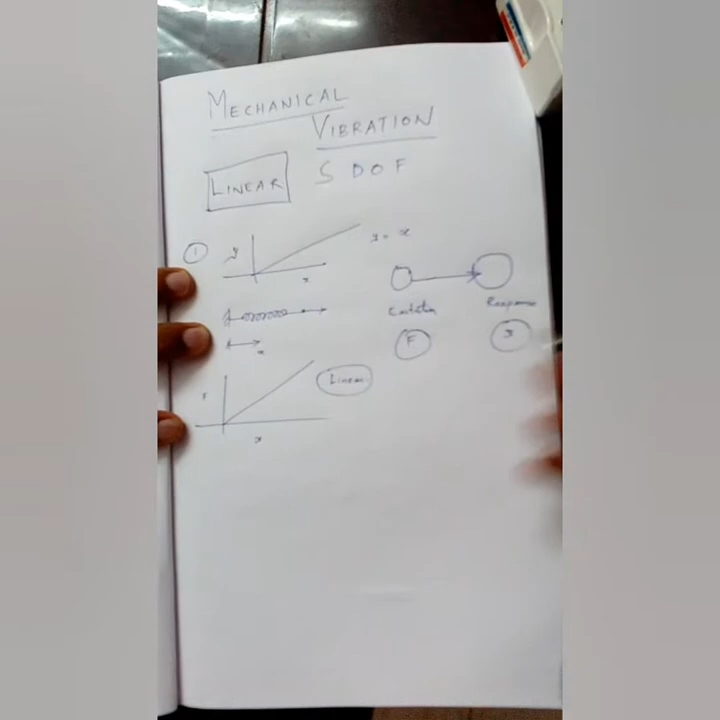 MECHANICAL
VIBRATION
LINEAR
S DOF
1
y
x
y = x
Excitation
Response
F
x
x
Linear
x